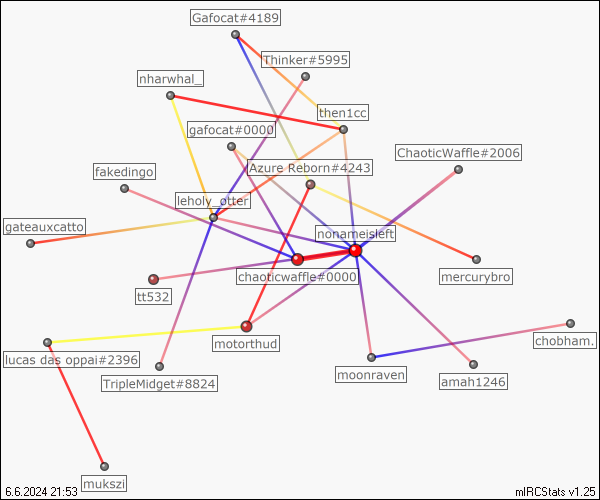 Gafocat#4189
Thinker#5995
nharwhal_
then1cc
gafocat#0000
ChaoticWaffle#2006
Azure Reborn#4243
fakedingo
leholy_otter
gateauxcatto
nonameisleft
chaoticwaffle#0000
mercurybro
tt532
motorthud
chobham.
lucas das oppai#2396
moonraven
TripleMidget#8824
amah1246
mukszi
6.6.2024 21:53
mIRCStats v1.25